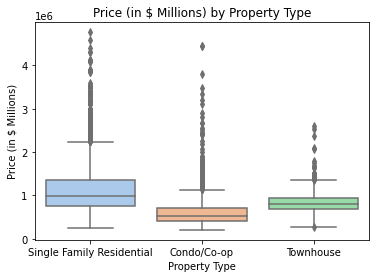 Price (in $ Millions) by Property Type
1e6
4
3
2
1
0
Price (in $ Millions)
Single Family Residential Condo/Co-op Townhouse
Property Type